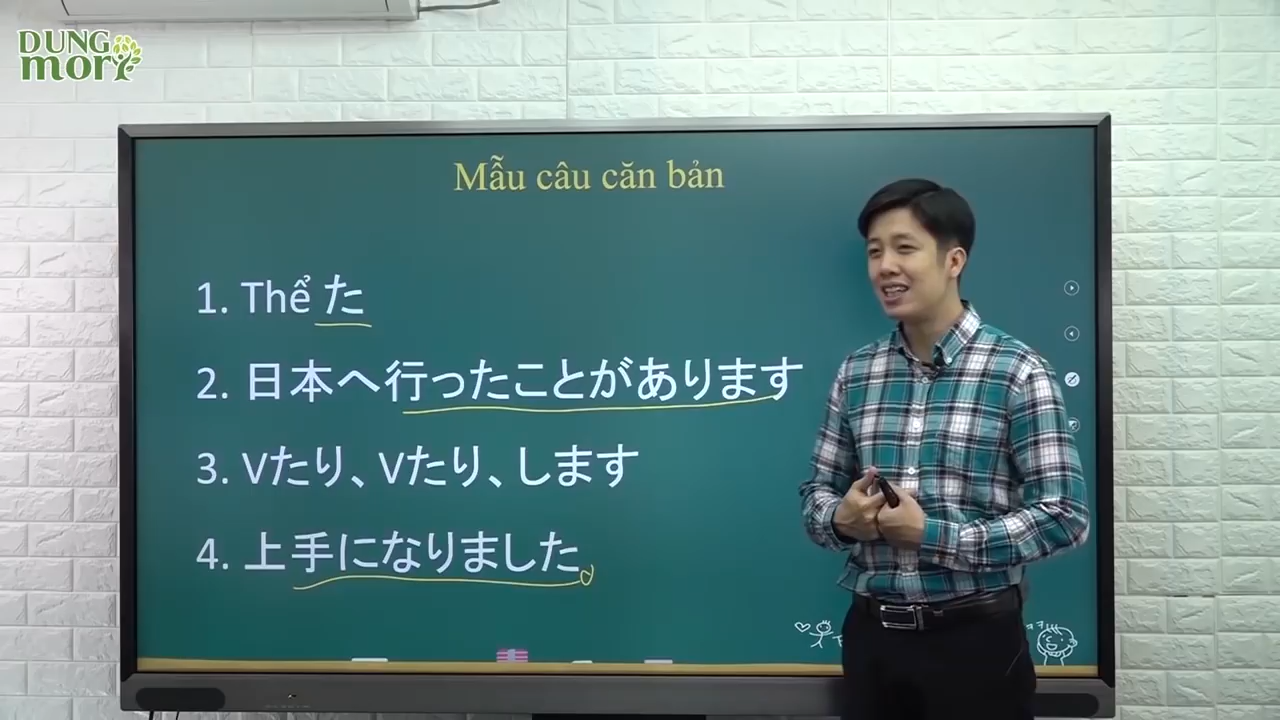 DUNG
mori
Mẫu câu căn bản
1. Thể た
2. 日本へ行ったことがあります
3. Vたり、Vたり、します
4. 上手になりました